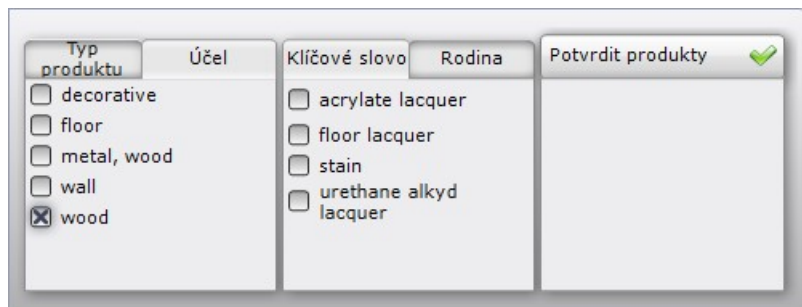 Typ
produktu
Účel
decorative
floor
metal, wood
wall
wood
Klíčové slovo
Rodina
acrylate lacquer
floor lacquer
stain
urethane alkyd
lacquer
Potvrdit produkty